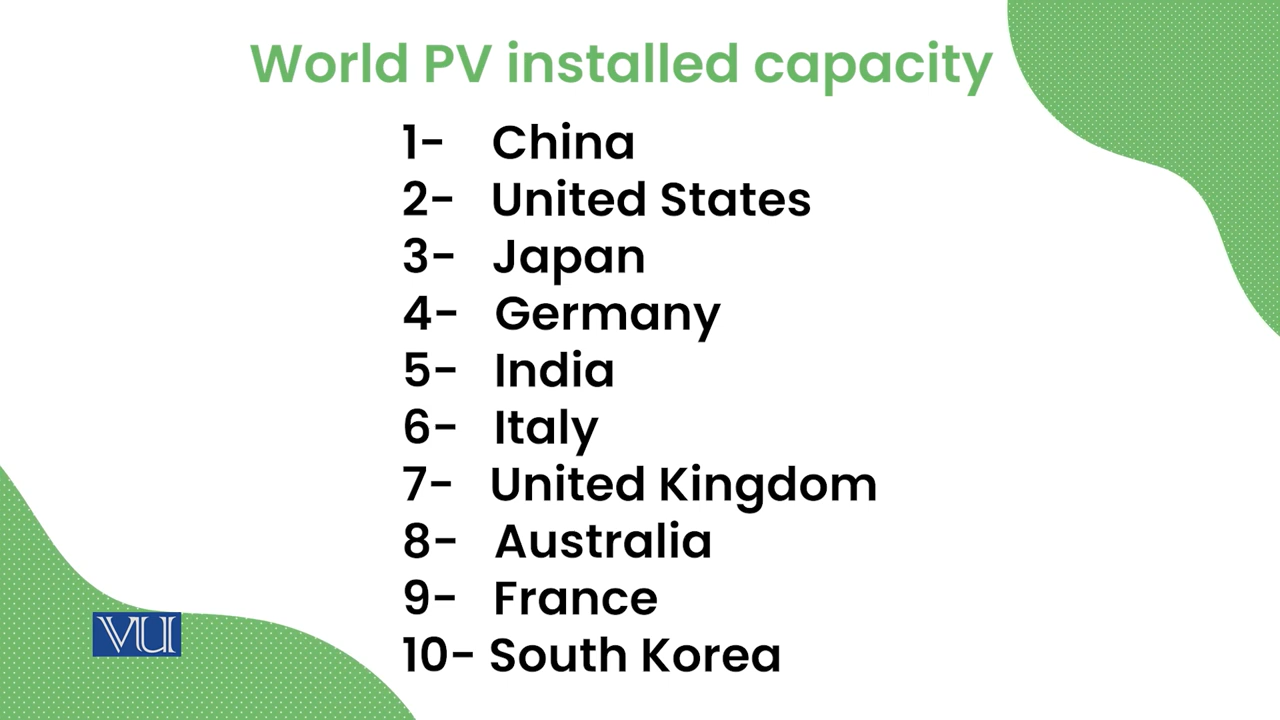 World PV installed capacity
1- China
2- United States
3- Japan
4- Germany
5- India
6- Italy
7- United Kingdom
8- Australia
9- France
10- South Korea
VU